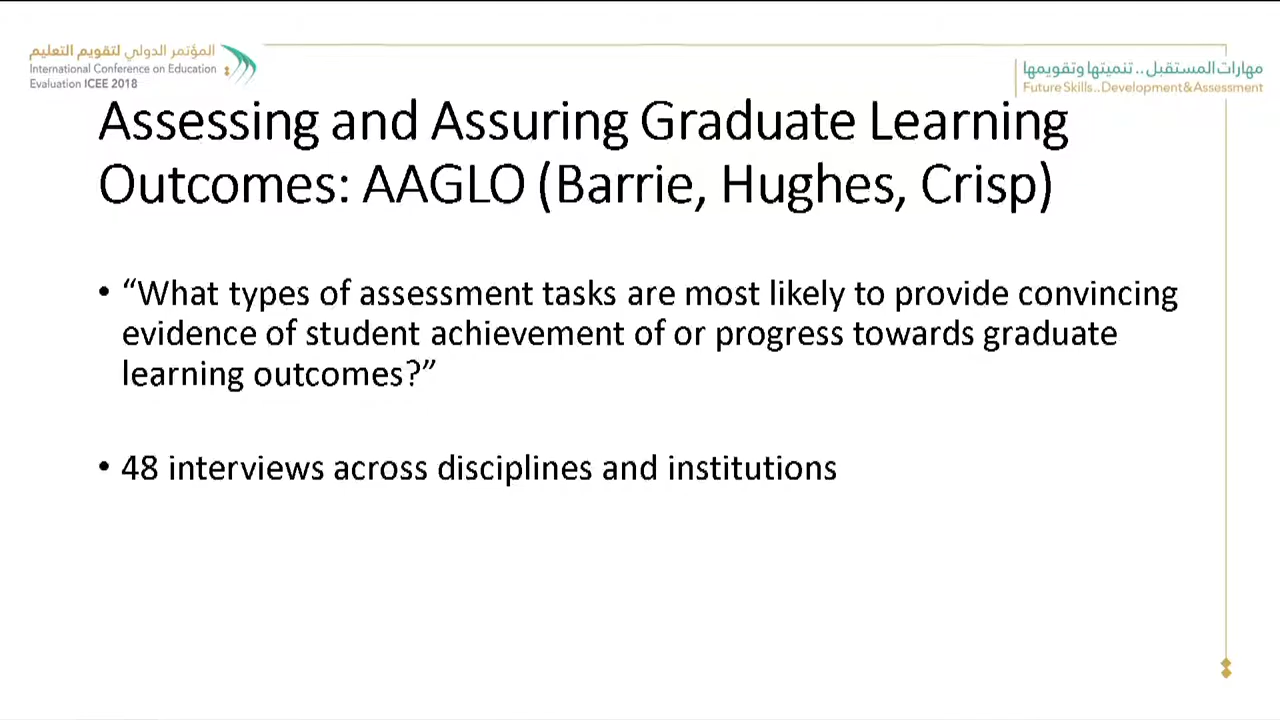 المؤتمر الدولي لتقويم التعليم
International Conference on Education
Evaluation ICEE 2018
مهارات المستقبل .. تنميتها وتقويمها
Future Skills..Development&Assessment
Assessing and Assuring Graduate Learning
Outcomes: AAGLO (Barrie, Hughes, Crisp)
• “What types of assessment tasks are most likely to provide convincing
evidence of student achievement of or progress towards graduate
learning outcomes?”
• 48 interviews across disciplines and institutions